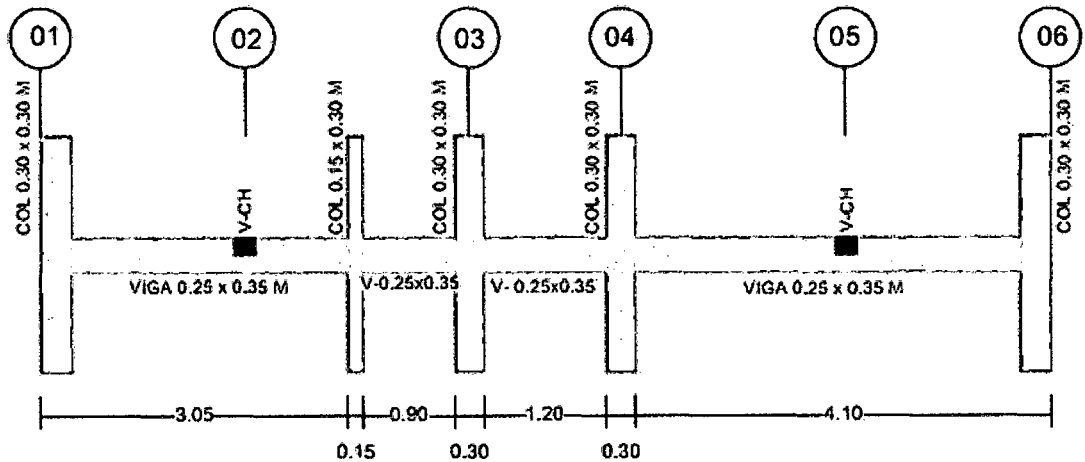 01 02 03 04 05 06
COL 0.30 x 0.30 M
COL 0.15 x 0.30 M
COL 0.30 x 0.30 M
COL 0.30 x 0.30 M
COL 0.30 x 0.30 M
V-CH
V-CH
VIGA 0.25 x 0.35 M
V-0.25x0.35
V- 0.25x0.35
VIGA 0.25 x 0.35 M
3.05 0.90 1.20 4.10
0.15 0.30 0.30